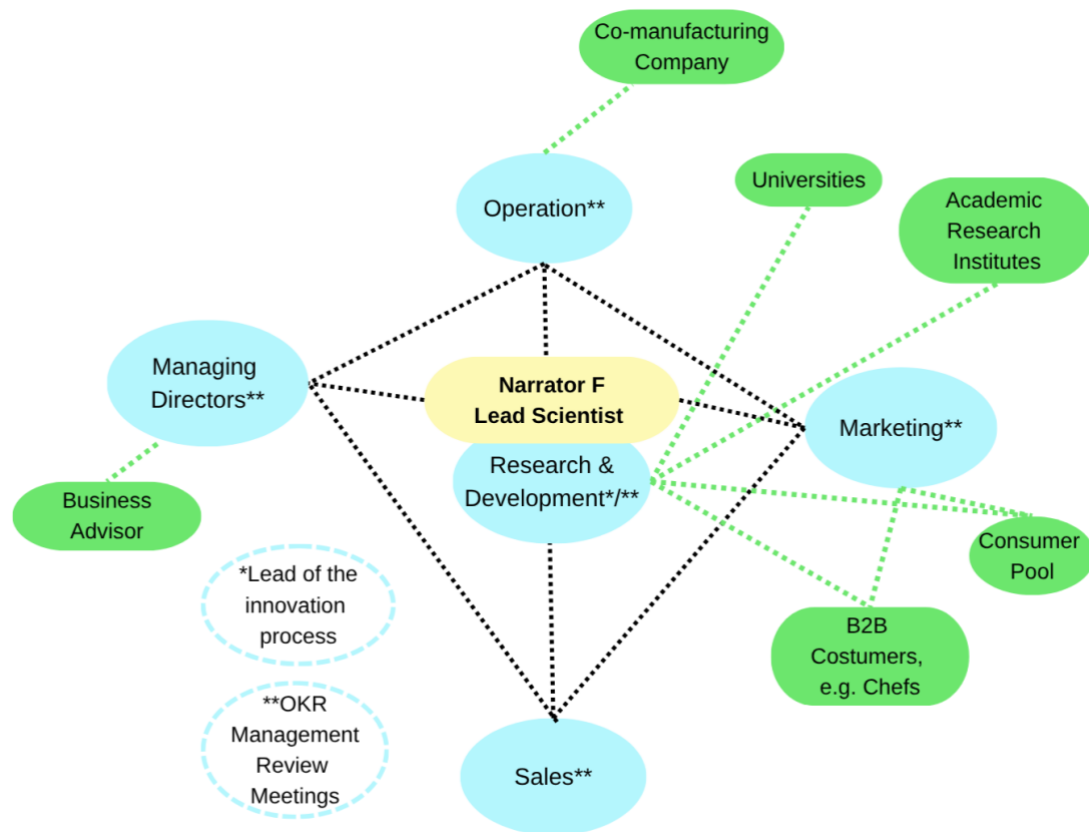 Co-manufacturing
Company
Universities
Academic
Research
Institutes
Operation**
Managing
Directors**
Narrator F
Lead Scientist
Marketing**
Research &
Development*/**
Business
Advisor
Consumer
Pool
*Lead of the
innovation
process
B2B
Costumers,
e.g. Chefs
**OKR
Management
Review
Meetings
Sales**